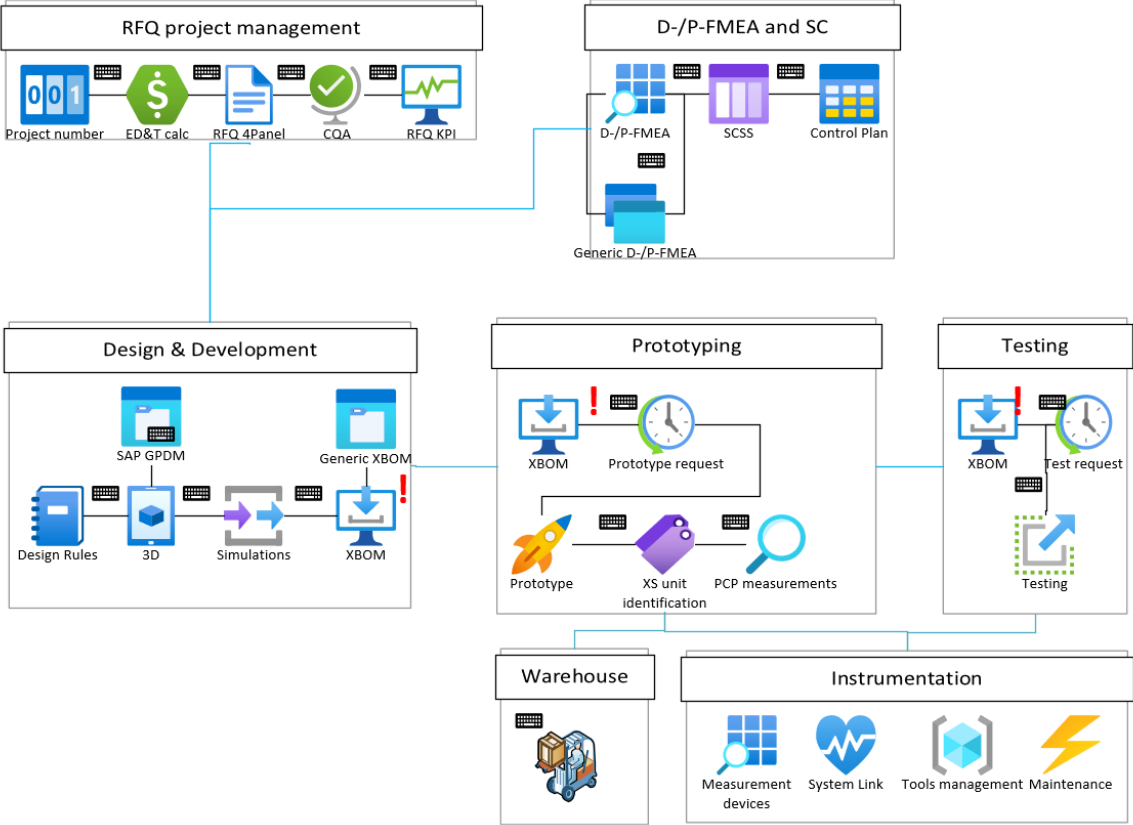 RFQ project management
001
$
Project number
ED&T calc
RFQ 4Panel
CQA
RFQ KPI
D-/P-FMEA and SC
D-/P-FMEA
SCSS
Control Plan
Generic D-/P-FMEA
Design & Development
SAP GPDM
Generic XBOM
!
Design Rules
3D
Simulations
XBOM
Prototyping
!
XBOM
Prototype request
Prototype
XS unit
identification
PCP measurements
Testing
!
XBOM
Test request
Testing
Warehouse
Instrumentation
Measurement
devices
System Link
Tools management
Maintenance